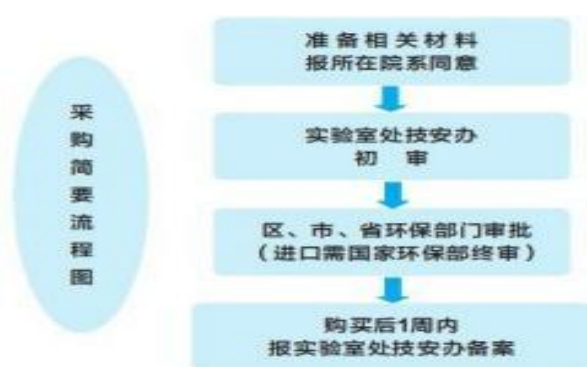 采购简要流程图
准备相关材料
报所在院系同意
实验室处技安办
初 审
区、市、省环保部门审批
（进口需国家环保部终审）
购买后1周内
报实验室处技安办备案